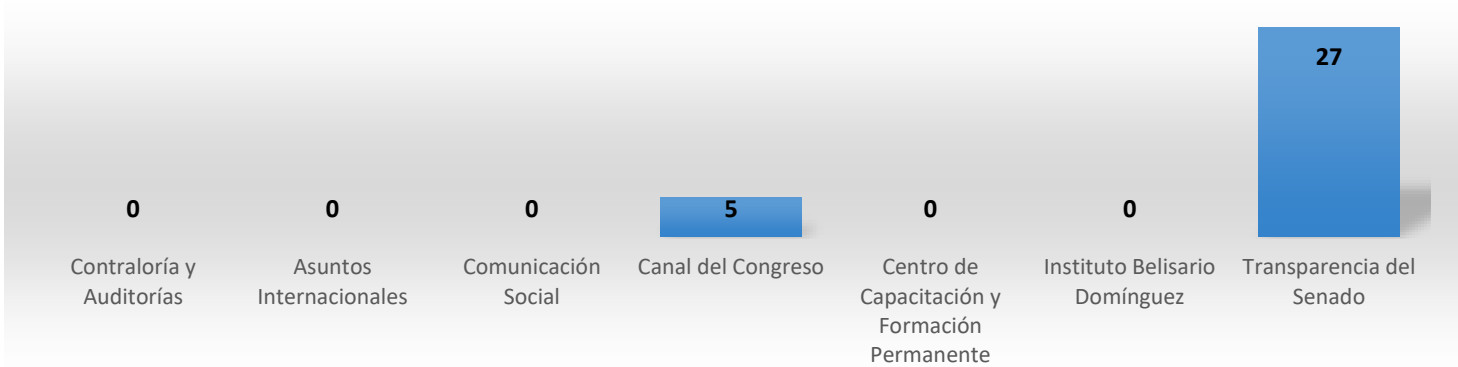 27
0 0 0 5 0 0
Contraloría y Auditorías
Asuntos Internacionales
Comunicación Social
Canal del Congreso
Centro de Capacitación y Formación Permanente
Instituto Belisario Domínguez
Transparencia del Senado